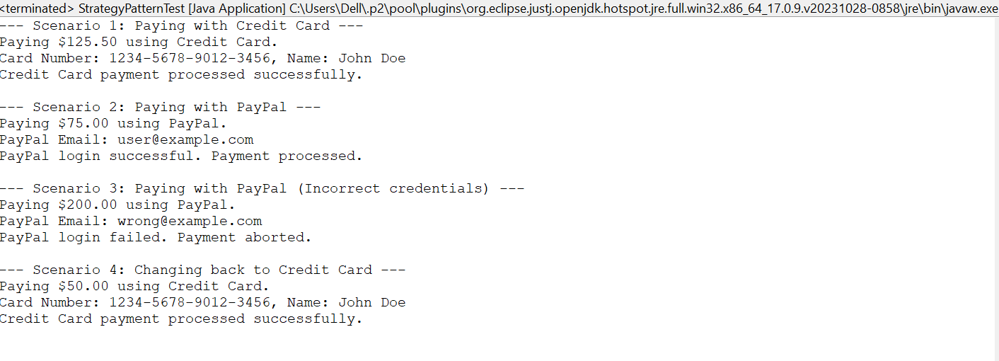 <terminated> StrategyPatternTest [Java Application] C:\Users\Dell\.p2\pool\plugins\org.eclipse.justj.openjdk.hotspot.jre.full.win32.x86_64_17.0.9.v20231028-0858\jre\bin\javaw.exe
--- Scenario 1: Paying with Credit Card ---
Paying $125.50 using Credit Card.
Card Number: 1234-5678-9012-3456, Name: John Doe
Credit Card payment processed successfully.

--- Scenario 2: Paying with PayPal ---
Paying $75.00 using PayPal.
PayPal Email: user@example.com
PayPal login successful. Payment processed.

--- Scenario 3: Paying with PayPal (Incorrect credentials) ---
Paying $200.00 using PayPal.
PayPal Email: wrong@example.com
PayPal login failed. Payment aborted.

--- Scenario 4: Changing back to Credit Card ---
Paying $50.00 using Credit Card.
Card Number: 1234-5678-9012-3456, Name: John Doe
Credit Card payment processed successfully.